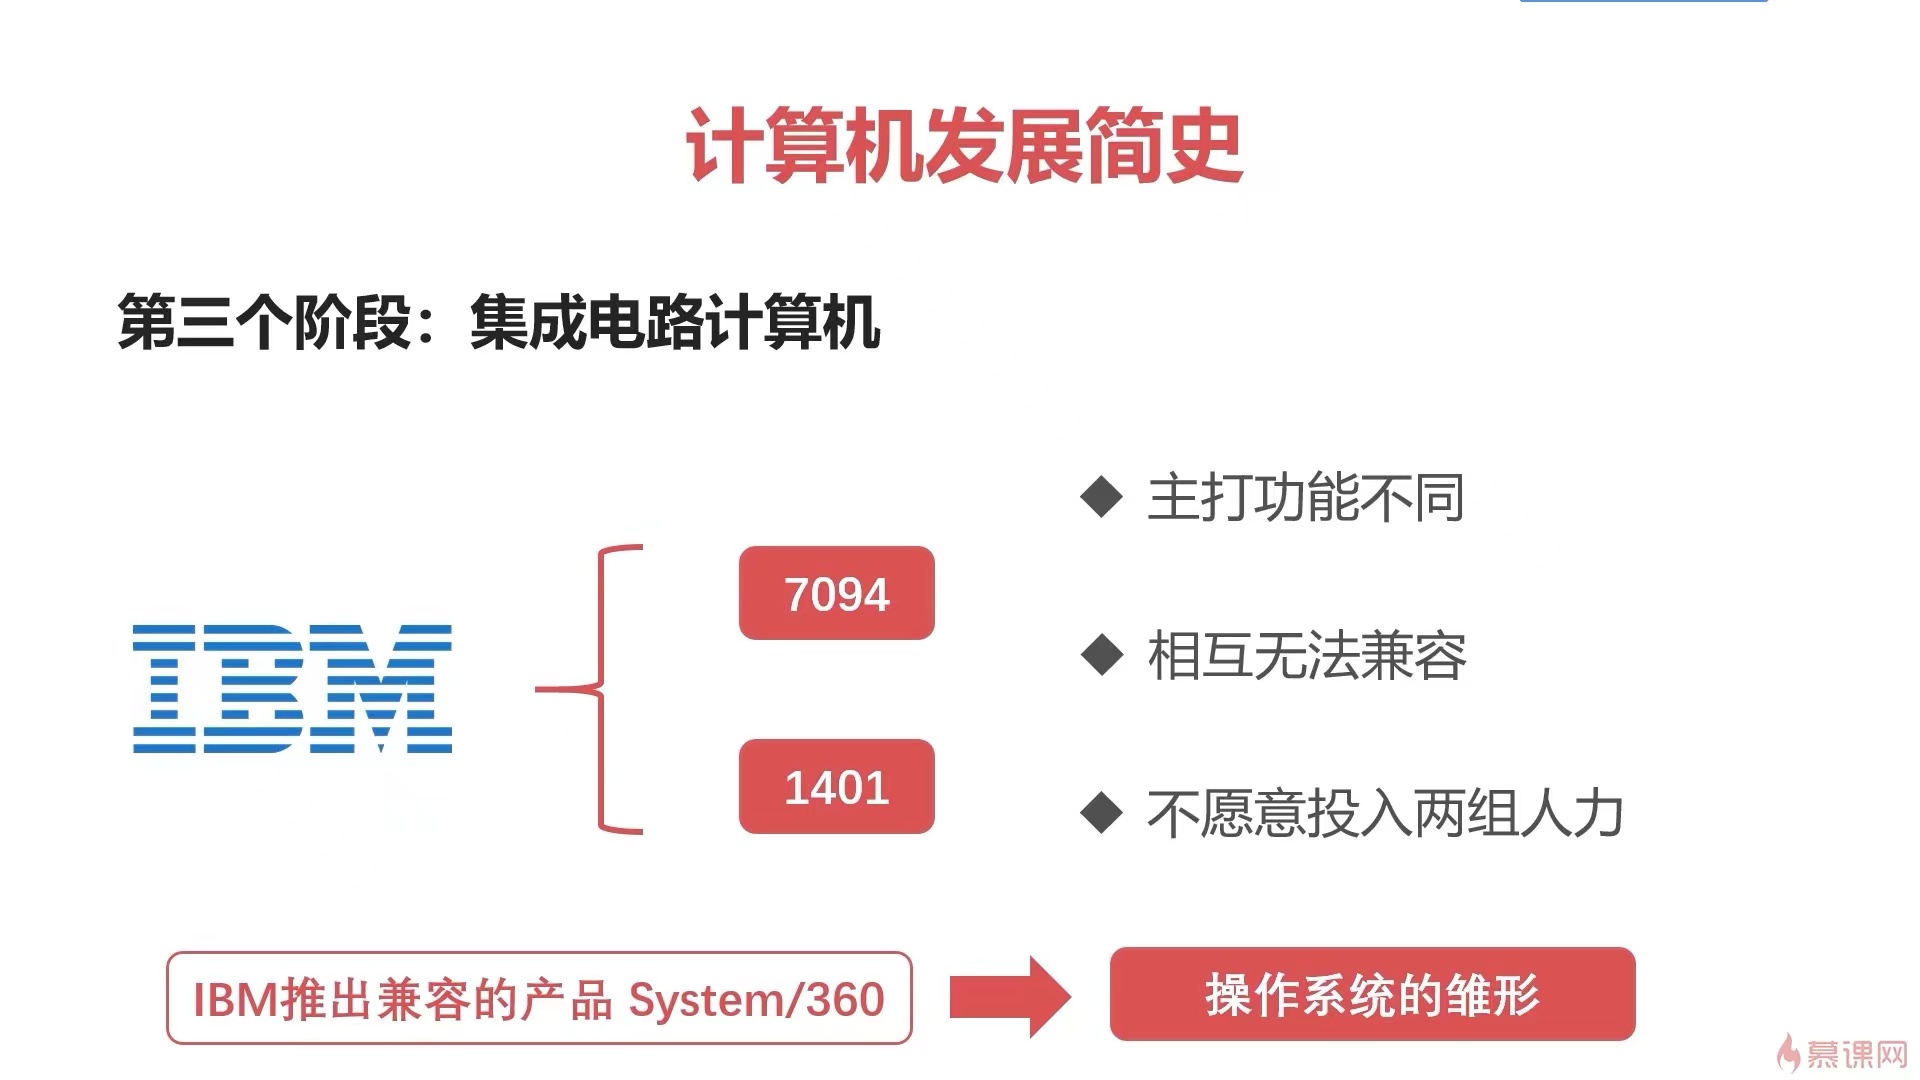 计算机发展简史
第三个阶段：集成电路计算机
IBM
7094
1401
◆ 主打功能不同
◆ 相互无法兼容
◆ 不愿意投入两组人力
IBM推出兼容的产品 System/360
操作系统的雏形
慕课网